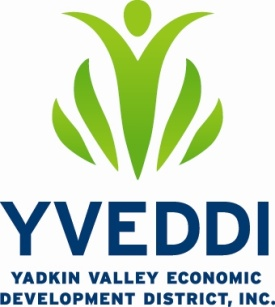 YVEDDI
YADKIN VALLEY ECONOMIC
DEVELOPMENT DISTRICT, INC.